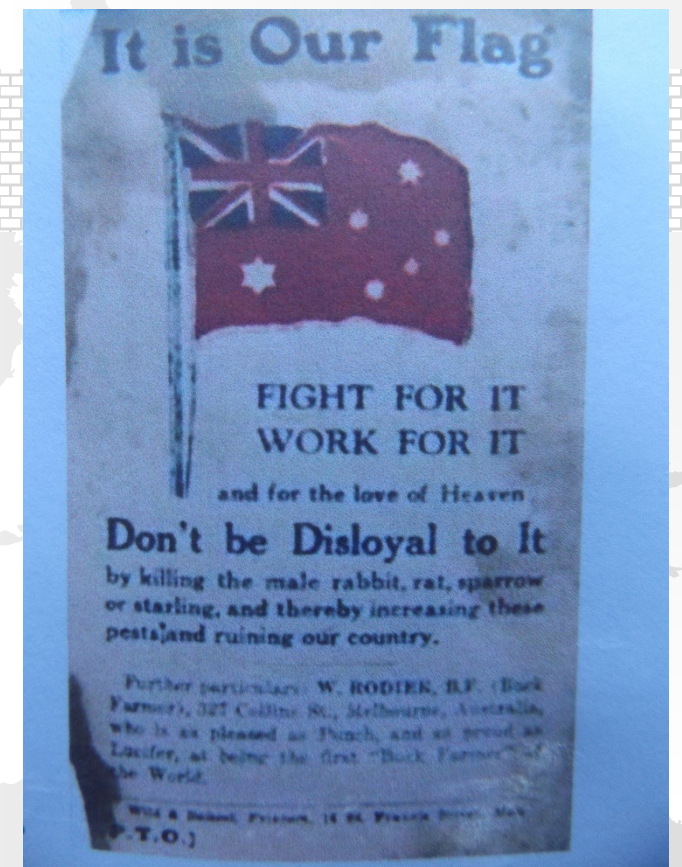 It is Our Flag
FIGHT FOR IT
WORK FOR IT
and for the love of Heaven
Don't be Disloyal to It
by killing the male rabbit, rat, sparrow
or starling, and thereby increasing these
pests and ruining our country.
Further particulars: W. RODIER, B.F. (Buck
Farmer), 327 Collins St., Melbourne, Australia,
who is as pleased as Punch, and as proud as
Lucifer, at being the first "Buck Farmer" of
the World.
Printers, 14 St.
P.T.O.]